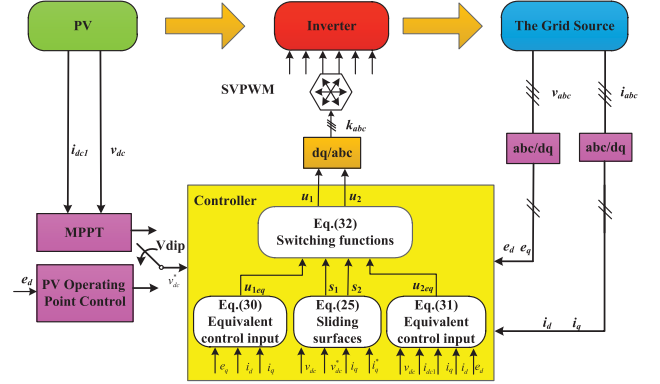 PV
Inverter
The Grid Source
SVPWM
v_abc
i_abc
k_abc
i_dc1
v_dc
dq/abc
abc/dq
abc/dq
Controller
u_1
u_2
MPPT
Vdip
Eq.(32)
Switching functions
e_d e_q
e_d
PV Operating
Point Control
v_dc^*
u_1eq
s_1
s_2
u_2eq
Eq.(30)
Equivalent
control input
Eq.(25)
Sliding
surfaces
Eq.(31)
Equivalent
control input
i_d i_q
e_q i_d i_q
v_dc v_dc^* i_q i_q^*
v_dc i_dc1 i_q i_d e_d